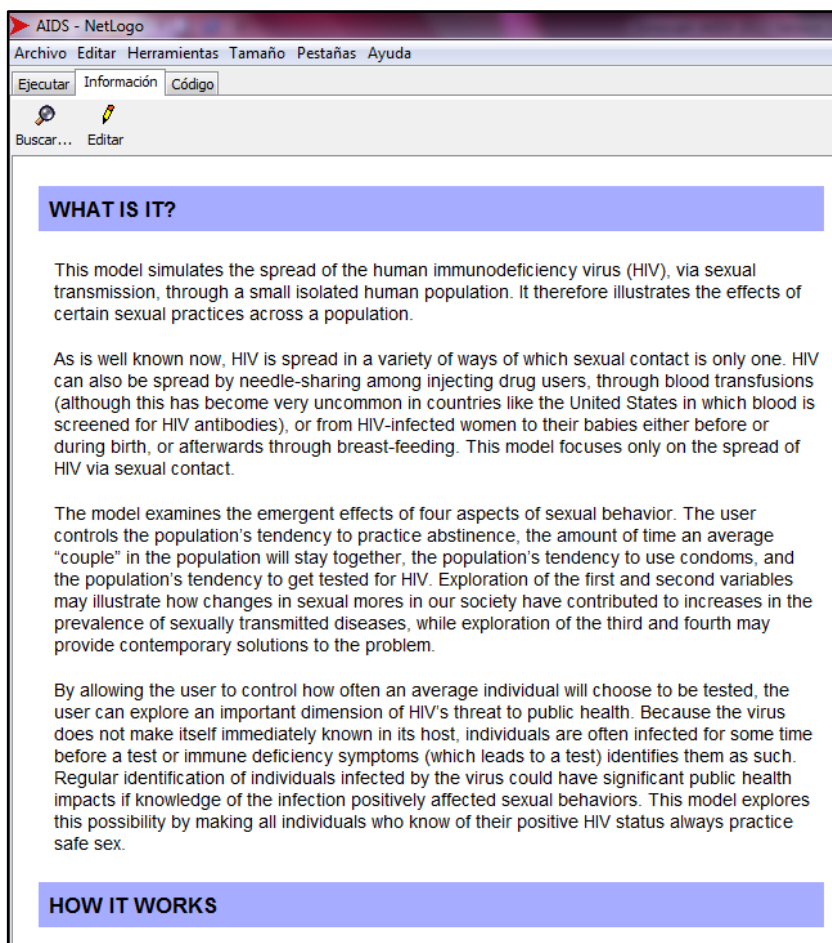 AIDS - NetLogo
Archivo Editar Herramientas Tamaño Pestañas Ayuda
Ejecutar Información Código
Buscar... Editar
WHAT IS IT?
This model simulates the spread of the human immunodeficiency virus (HIV), via sexual
transmission, through a small isolated human population. It therefore illustrates the effects of
certain sexual practices across a population.
As is well known now, HIV is spread in a variety of ways of which sexual contact is only one. HIV
can also be spread by needle-sharing among injecting drug users, through blood transfusions
(although this has become very uncommon in countries like the United States in which blood is
screened for HIV antibodies), or from HIV-infected women to their babies either before or
during birth, or afterwards through breast-feeding. This model focuses only on the spread of
HIV via sexual contact.
The model examines the emergent effects of four aspects of sexual behavior. The user
controls the population's tendency to practice abstinence, the amount of time an average
“couple” in the population will stay together, the population's tendency to use condoms, and
the population's tendency to get tested for HIV. Exploration of the first and second variables
may illustrate how changes in sexual mores in our society have contributed to increases in the
prevalence of sexually transmitted diseases, while exploration of the third and fourth may
provide contemporary solutions to the problem.
By allowing the user to control how often an average individual will choose to be tested, the
user can explore an important dimension of HIV's threat to public health. Because the virus
does not make itself immediately known in its host, individuals are often infected for some time
before a test or immune deficiency symptoms (which leads to a test) identifies them as such.
Regular identification of individuals infected by the virus could have significant public health
impacts if knowledge of the infection positively affected sexual behaviors. This model explores
this possibility by making all individuals who know of their positive HIV status always practice
safe sex.
HOW IT WORKS